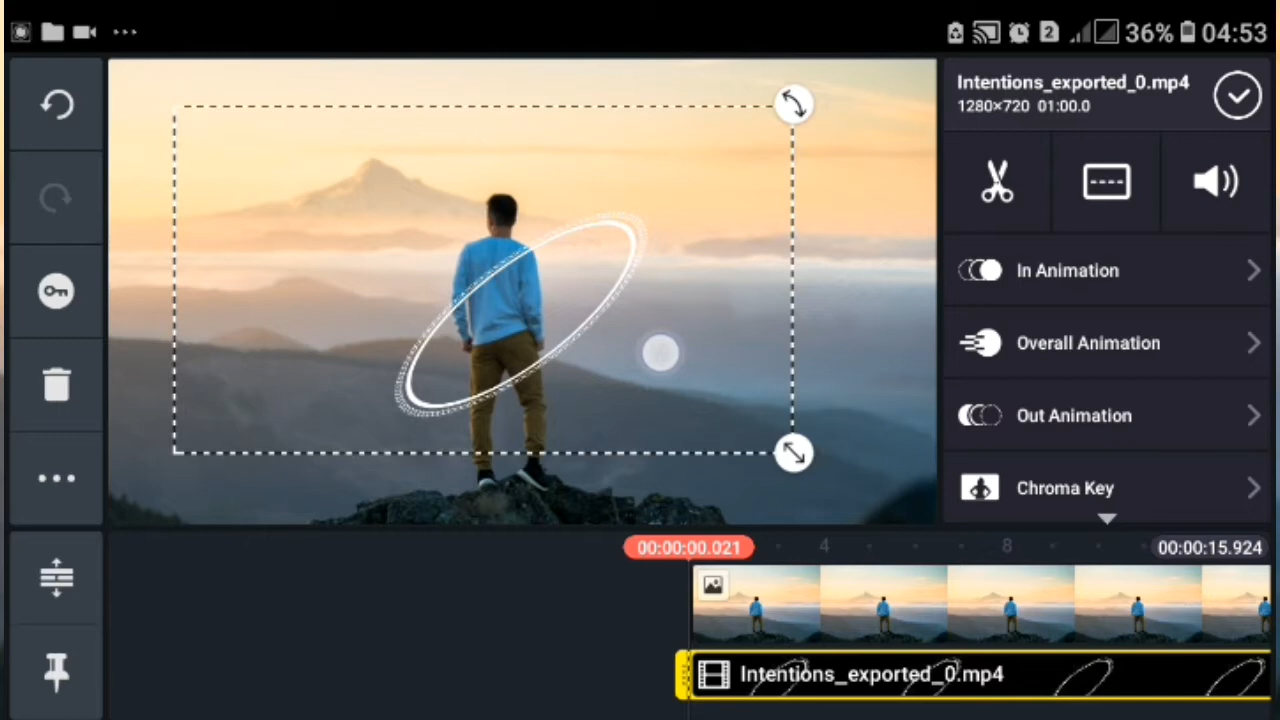 2 36% 04:53
Intentions_exported_0.mp4
1280×720 01:00.0
In Animation
Overall Animation
Out Animation
Chroma Key
00:00:00.021 4 8 00:00:15.924
Intentions_exported_0.mp4